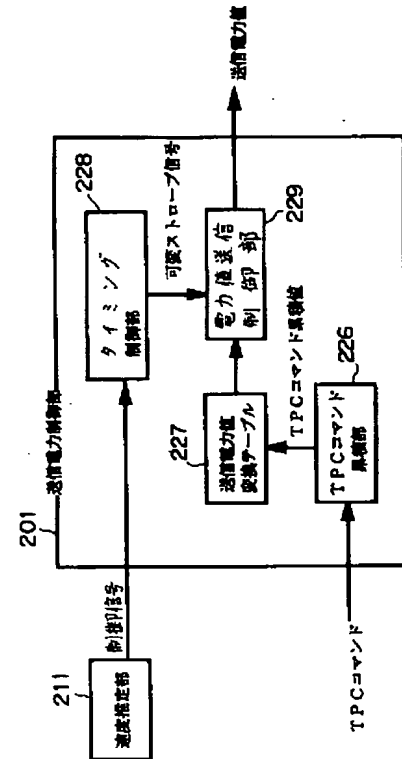 201
送信電力制御部
211
速度推定部
制御信号
228
タイミング
制御部
可変ストローブ信号
227
送信電力値
変換テーブル
電力値送信
制御部
229
送信電力値
TPCコマンド累積値
226
TPCコマンド
累積部
TPCコマンド